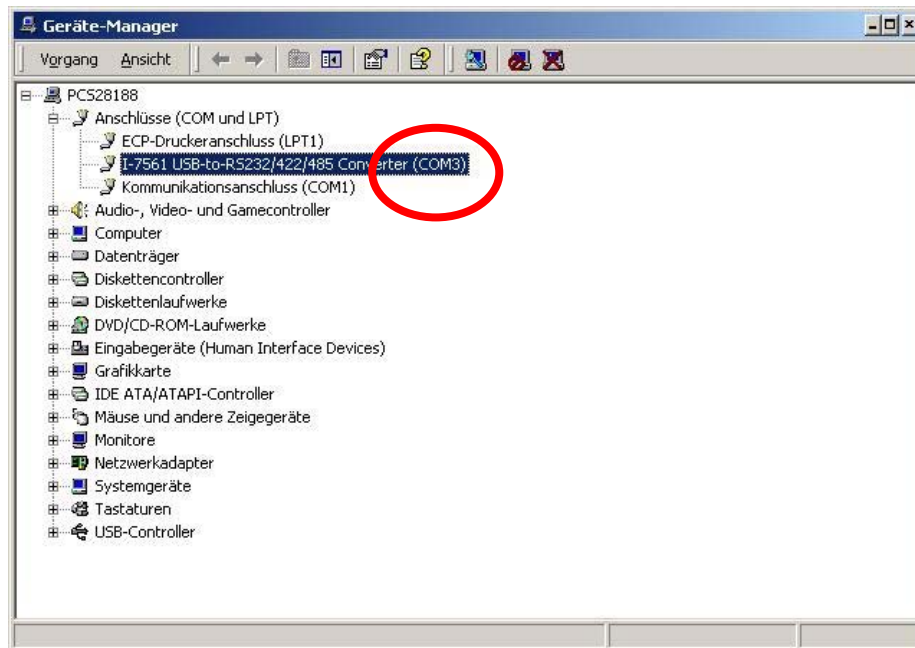 Geräte-Manager
Vorgang Ansicht
PCS28188
Anschlüsse (COM und LPT)
ECP-Druckeranschluss (LPT1)
I-7561 USB-to-RS232/422/485 Converter (COM3)
Kommunikationsanschluss (COM1)
Audio-, Video- und Gamecontroller
Computer
Datenträger
Diskettencontroller
Diskettenlaufwerke
DVD/CD-ROM-Laufwerke
Eingabegeräte (Human Interface Devices)
Grafikkarte
IDE ATA/ATAPI-Controller
Mäuse und andere Zeigegeräte
Monitore
Netzwerkadapter
Systemgeräte
Tastaturen
USB-Controller